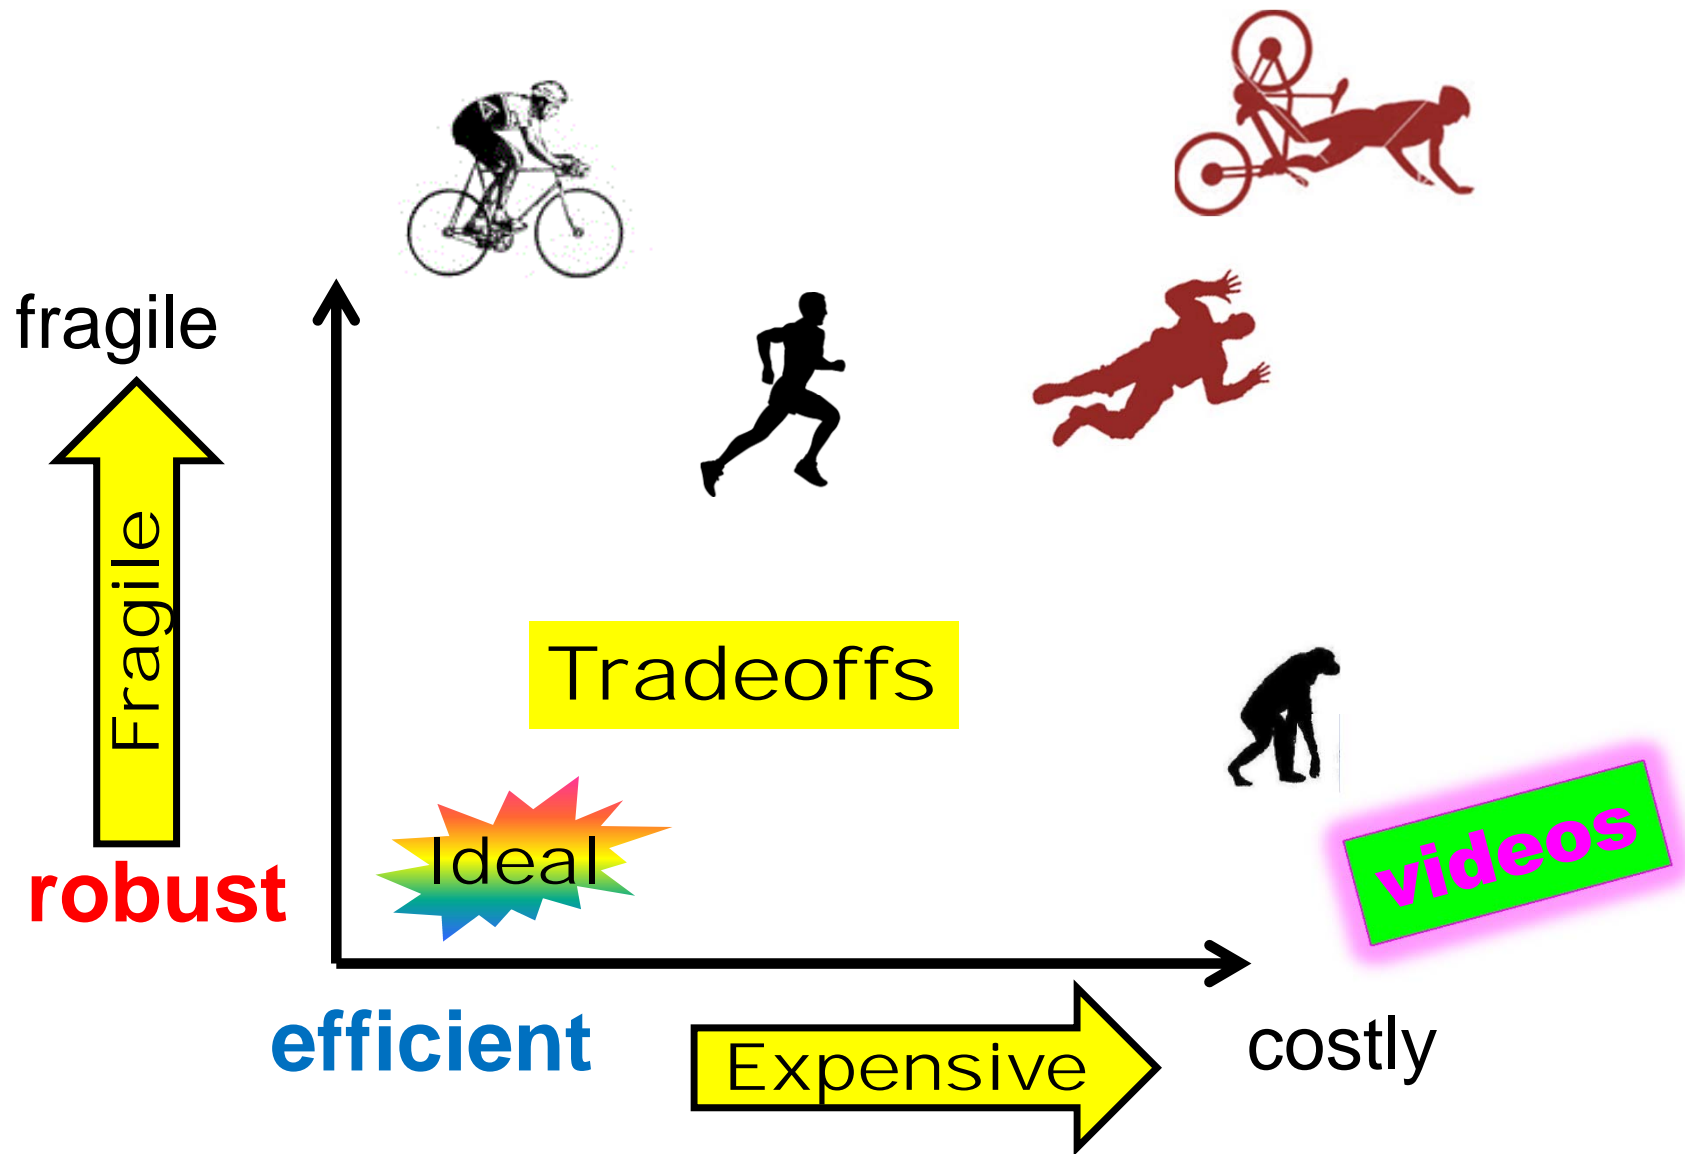 fragile
Fragile
Tradeoffs
Ideal
videos
robust
efficient
Expensive
costly